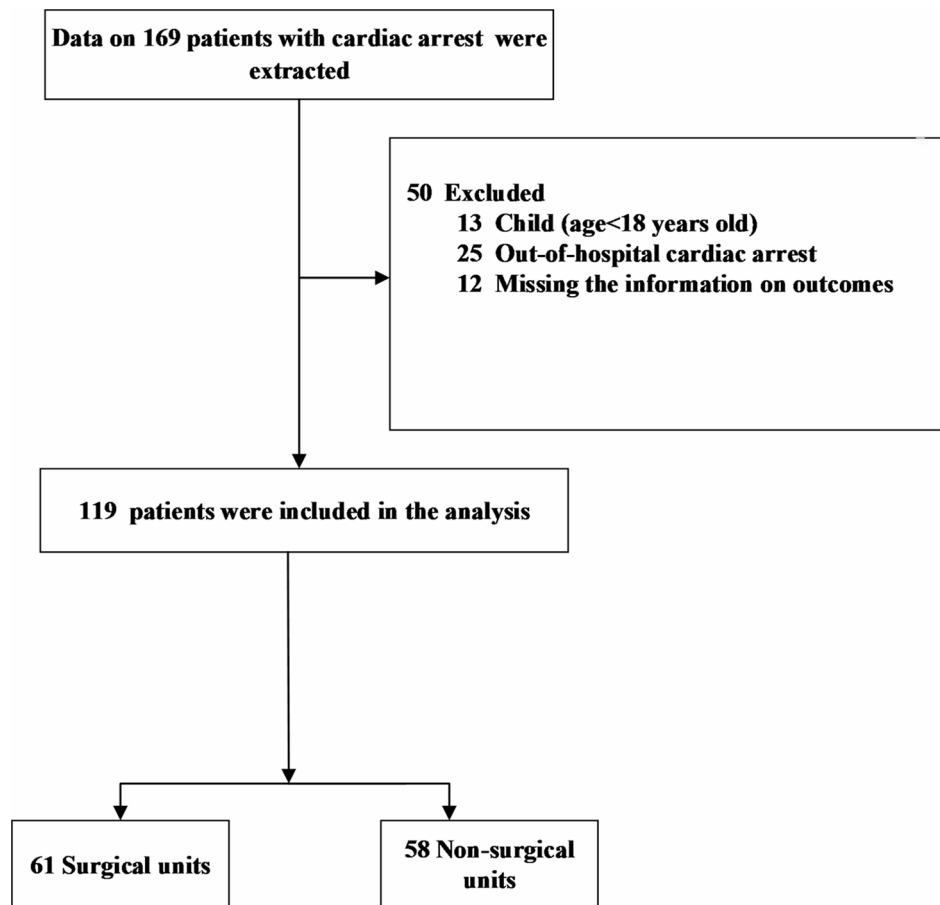 Data on 169 patients with cardiac arrest were
extracted
50 Excluded
13 Child (age<18 years old)
25 Out-of-hospital cardiac arrest
12 Missing the information on outcomes
119 patients were included in the analysis
61 Surgical units
58 Non-surgical
units